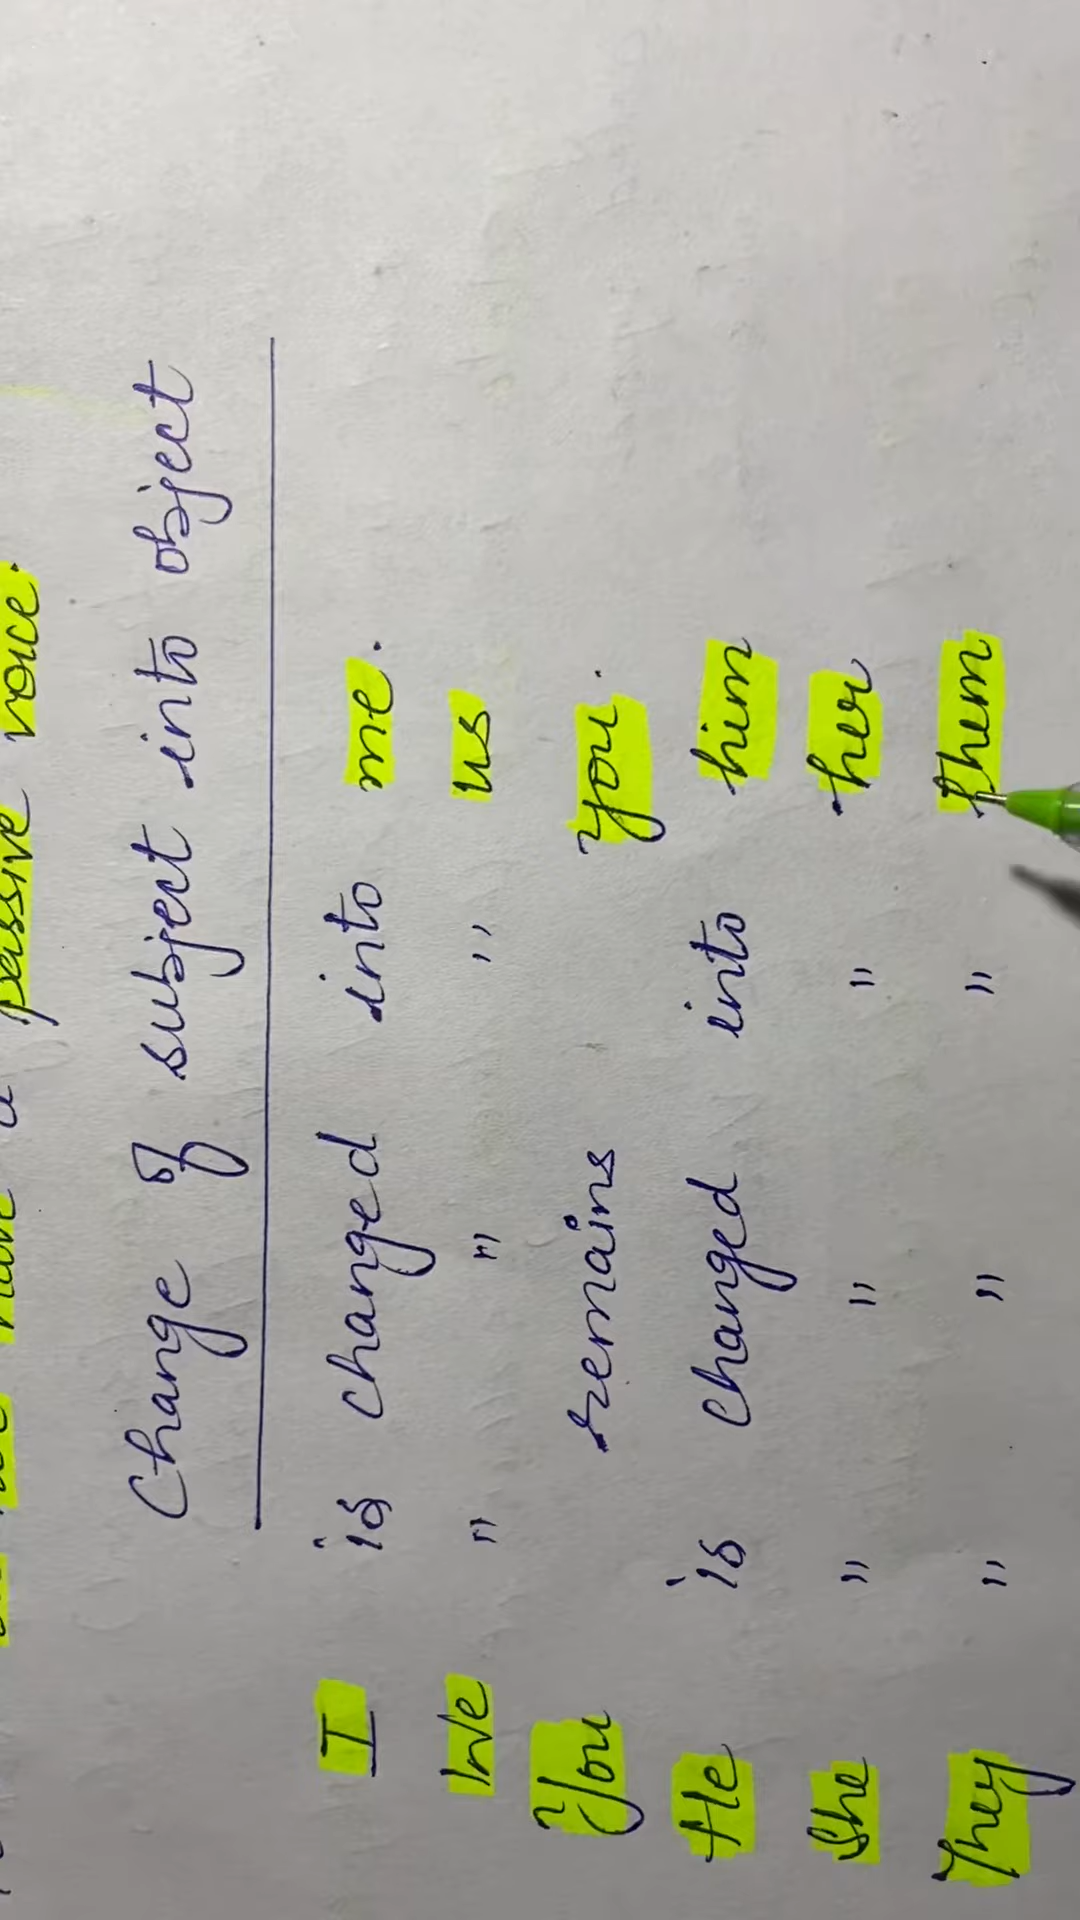 passive voice.
Change of subject into object
I is changed into me.
We " " " us
You remains you.
He is changed into him
She " " " her
They " " " them